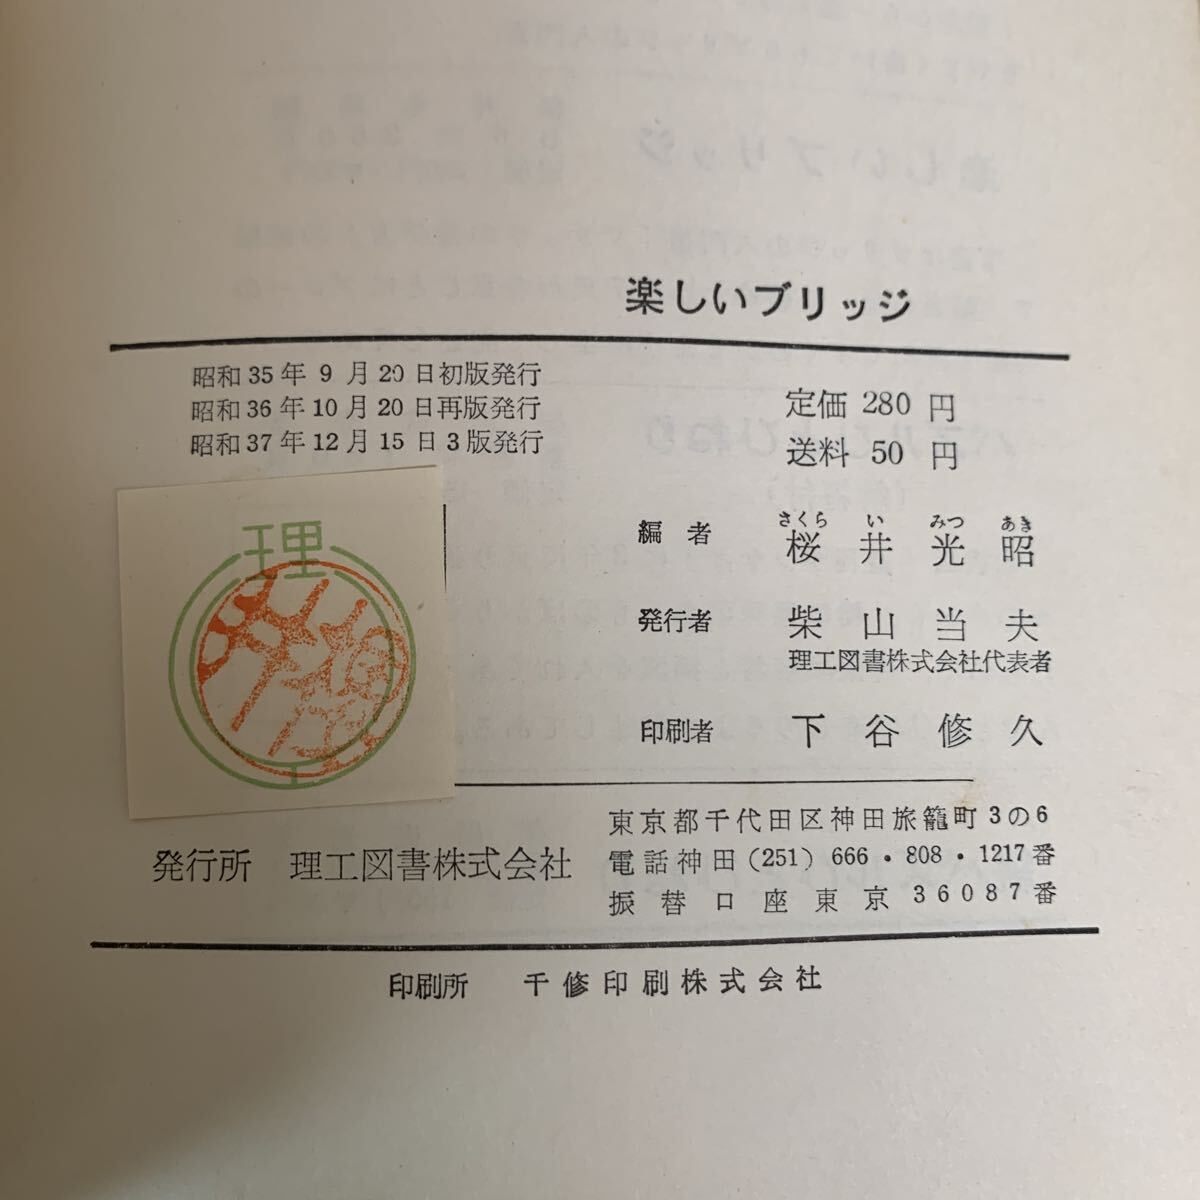 楽しいブリッジ
昭和35年9月20日初版発行
昭和36年10月20日再版発行
昭和37年12月15日3版発行
定価 280 円
送料 50 円
理
編者 桜井光昭
さくら い みつ あき
発行者 柴山当夫
理工図書株式会社代表者
印刷者 下谷修久
発行所 理工図書株式会社
東京都千代田区神田旅籠町3の6
電話神田(251)666・808・1217番
振替口座東京36087番
印刷所 千修印刷株式会社